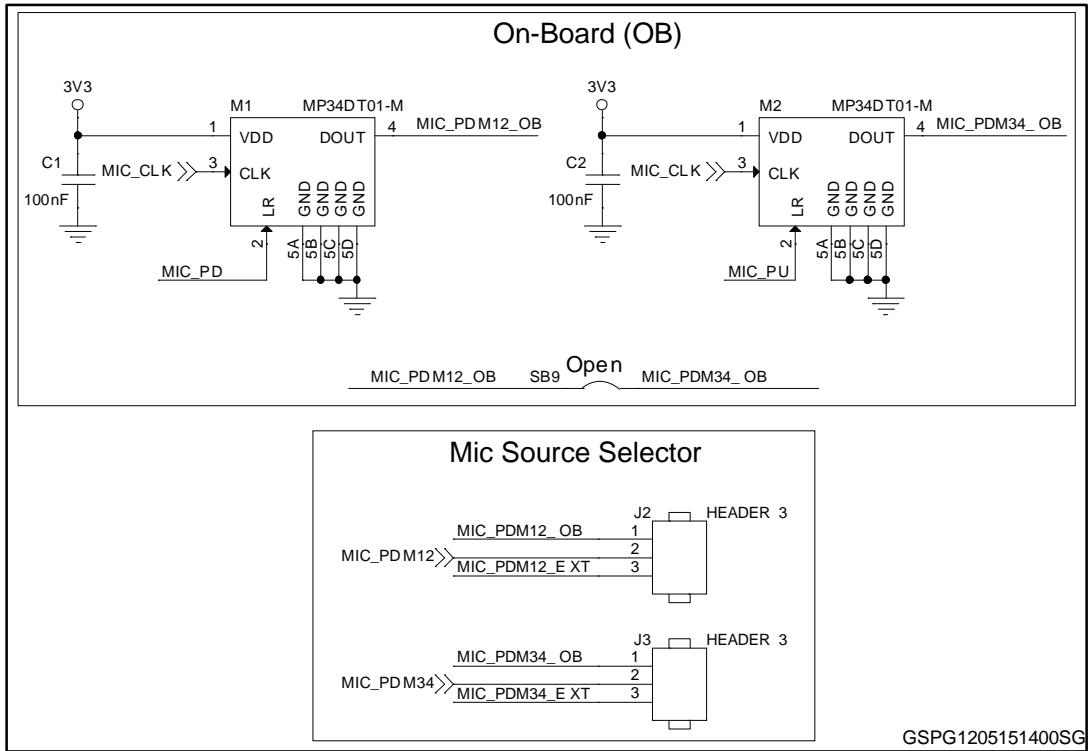 On-Board (OB)
3V3
M1 MP34DT01-M
1 VDD DOUT 4 MIC_PDM12_OB
C1
100nF
MIC_CLK 3 CLK
LR GND GND GND GND
2 5A 5B 5C 5D
MIC_PD
3V3
M2 MP34DT01-M
1 VDD DOUT 4 MIC_PDM34_OB
C2
100nF
MIC_CLK 3 CLK
LR GND GND GND GND
2 5A 5B 5C 5D
MIC_PU
MIC_PDM12_OB SB9 Open MIC_PDM34_OB
Mic Source Selector
J2 HEADER 3
MIC_PDM12_OB 1
MIC_PDM12 2
MIC_PDM12_EXT 3
J3 HEADER 3
MIC_PDM34_OB 1
MIC_PDM34 2
MIC_PDM34_EXT 3
GSPG1205151400SG